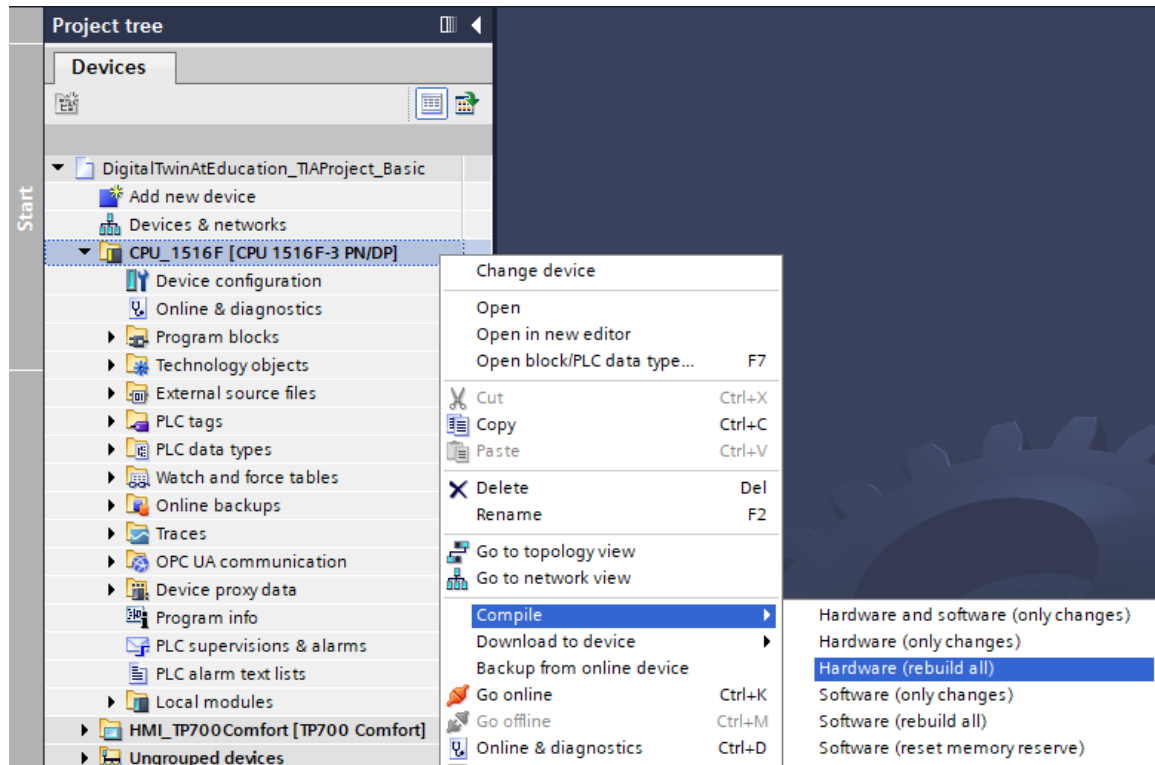 Project tree
Devices
Start
DigitalTwinAtEducation_TIAProject_Basic
Add new device
Devices & networks
CPU_1516F [CPU 1516F-3 PN/DP]
Device configuration
Online & diagnostics
Program blocks
Technology objects
External source files
PLC tags
PLC data types
Watch and force tables
Online backups
Traces
OPC UA communication
Device proxy data
Program info
PLC supervisions & alarms
PLC alarm text lists
Local modules
HMI_TP700Comfort [TP700 Comfort]
Ungrouped devices
Change device
Open
Open in new editor
Open block/PLC data type... F7
Cut Ctrl+X
Copy Ctrl+C
Paste Ctrl+V
Delete Del
Rename F2
Go to topology view
Go to network view
Compile
Download to device
Backup from online device
Go online Ctrl+K
Go offline Ctrl+M
Online & diagnostics Ctrl+D
Hardware and software (only changes)
Hardware (only changes)
Hardware (rebuild all)
Software (only changes)
Software (rebuild all)
Software (reset memory reserve)